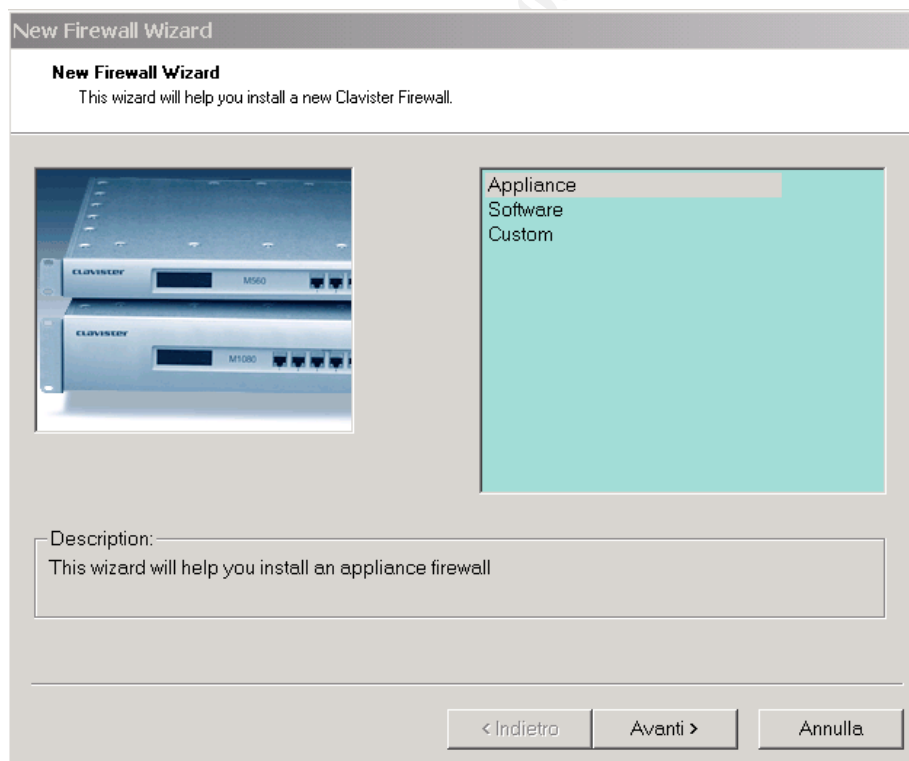 New Firewall Wizard
New Firewall Wizard
This wizard will help you install a new Clavister Firewall.
CLAVISTER
M560
CLAVISTER
M1080
Appliance
Software
Custom
Description:
This wizard will help you install an appliance firewall
< Indietro
Avanti >
Annulla